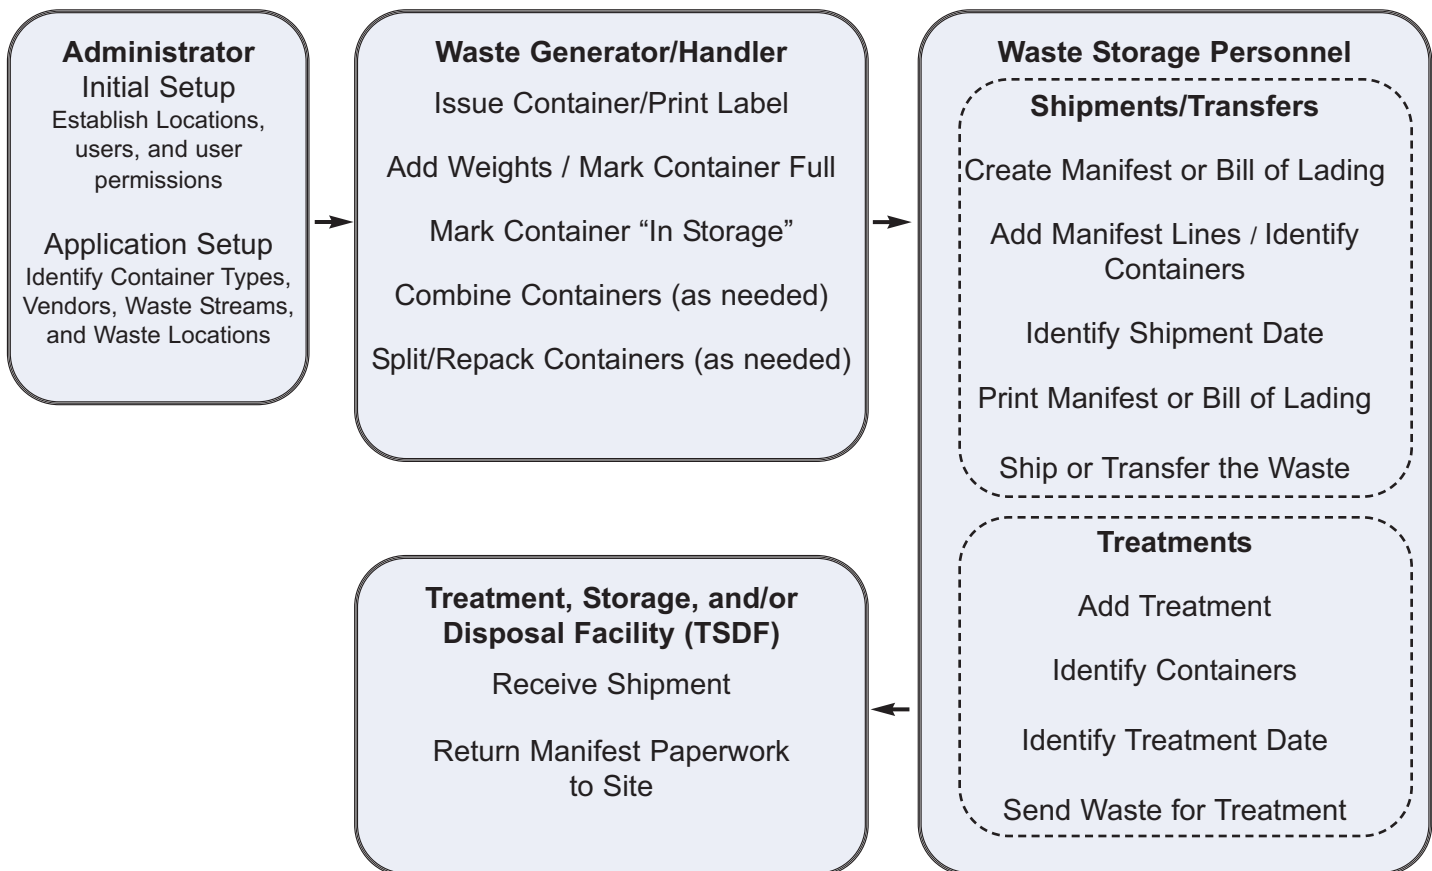 Administrator
Initial Setup
Establish Locations,
users, and user
permissions
Application Setup
Identify Container Types,
Vendors, Waste Streams,
and Waste Locations
Waste Generator/Handler
Issue Container/Print Label
Add Weights / Mark Container Full
Mark Container “In Storage”
Combine Containers (as needed)
Split/Repack Containers (as needed)
Waste Storage Personnel
Shipments/Transfers
Create Manifest or Bill of Lading
Add Manifest Lines / Identify
Containers
Identify Shipment Date
Print Manifest or Bill of Lading
Ship or Transfer the Waste
Treatments
Add Treatment
Identify Containers
Identify Treatment Date
Send Waste for Treatment
Treatment, Storage, and/or
Disposal Facility (TSDF)
Receive Shipment
Return Manifest Paperwork
to Site